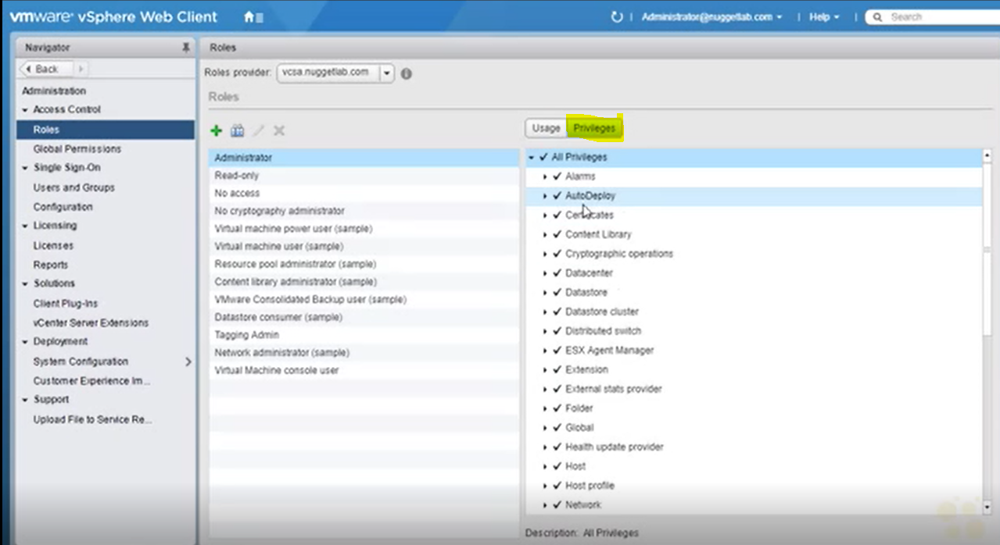 vmware® vSphere Web Client
Administrator@nuggetlab.com
Help
Search
Navigator
Back
Administration
Access Control
Roles
Global Permissions
Single Sign-On
Users and Groups
Configuration
Licensing
Licenses
Reports
Solutions
Client Plug-Ins
vCenter Server Extensions
Deployment
System Configuration
Customer Experience Im...
Support
Upload File to Service Re...
Roles
Roles provider: vcsa.nuggetlab.com
Roles
Administrator
Read-only
No access
No cryptography administrator
Virtual machine power user (sample)
Virtual machine user (sample)
Resource pool administrator (sample)
Content library administrator (sample)
VMware Consolidated Backup user (sample)
Datastore consumer (sample)
Tagging Admin
Network administrator (sample)
Virtual Machine console user
Usage Privileges
All Privileges
Alarms
AutoDeploy
Certificates
Content Library
Cryptographic operations
Datacenter
Datastore
Datastore cluster
Distributed switch
ESX Agent Manager
Extension
External stats provider
Folder
Global
Health update provider
Host
Host profile
Network
Description: All Privileges